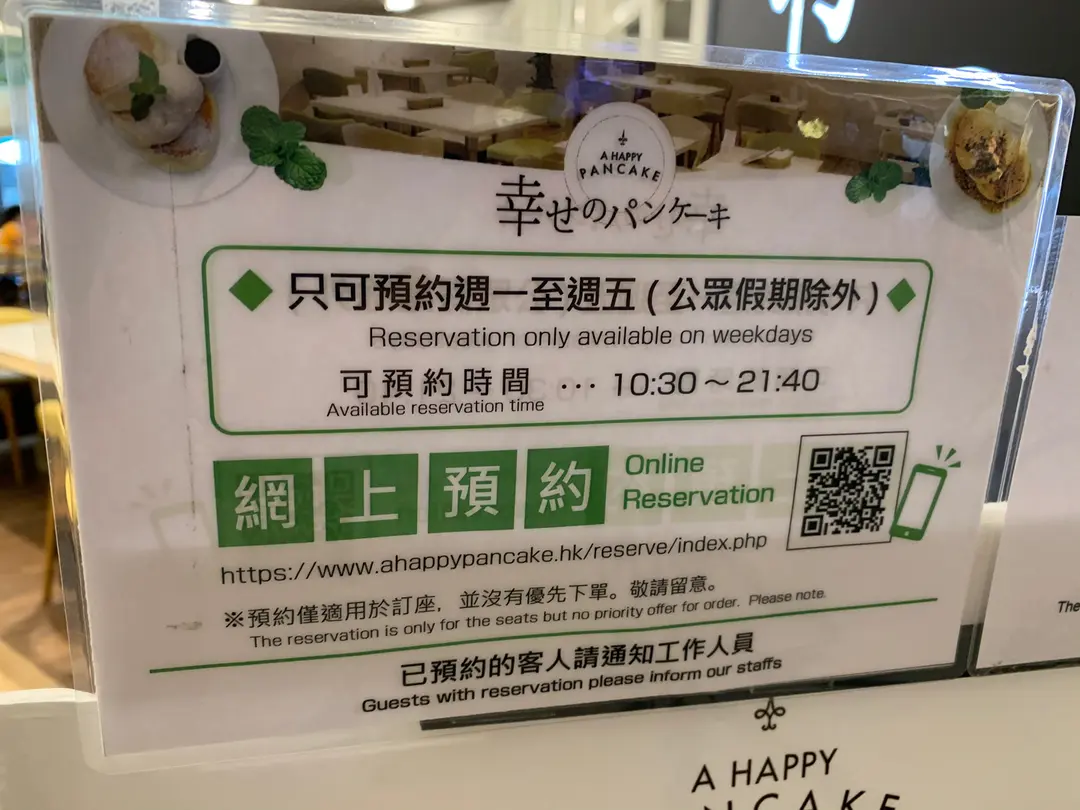 A HAPPY
PANCAKE
幸せのパンケーキ
只可預約週一至週五 ( 公眾假期除外 )
Reservation only available on weekdays
可預約時間 ··· 10:30 ～ 21:40
Available reservation time
網上預約
Online
Reservation
https://www.ahappypancake.hk/reserve/index.php
※預約僅適用於訂座，並沒有優先下單。敬請留意。
The reservation is only for the seats but no priority offer for order. Please note.
已預約的客人請通知工作人員
Guests with reservation please inform our staffs
The
A HAPPY